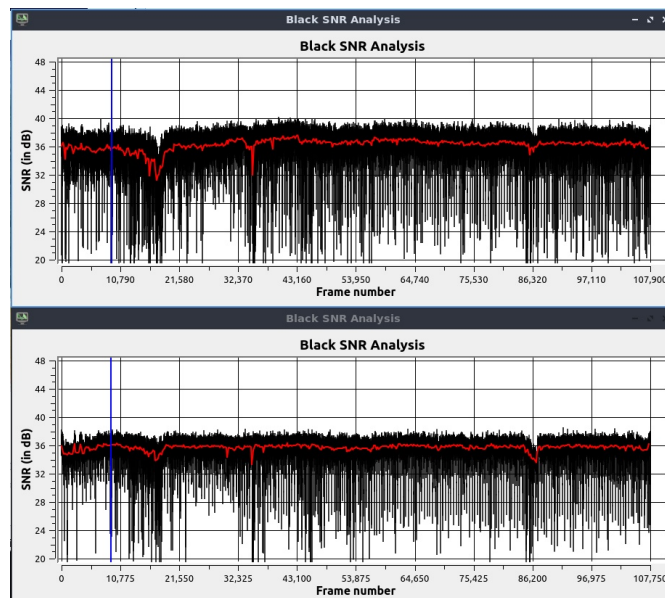 Black SNR Analysis
Black SNR Analysis
48
44
40
36
32
28
24
20
SNR (in dB)
0 10,790 21,580 32,370 43,160 53,950 64,740 75,530 86,320 97,110 107,900
Frame number
Black SNR Analysis
Black SNR Analysis
48
44
40
36
32
28
24
20
SNR (in dB)
0 10,775 21,550 32,325 43,100 53,875 64,650 75,425 86,200 96,975 107,750
Frame number